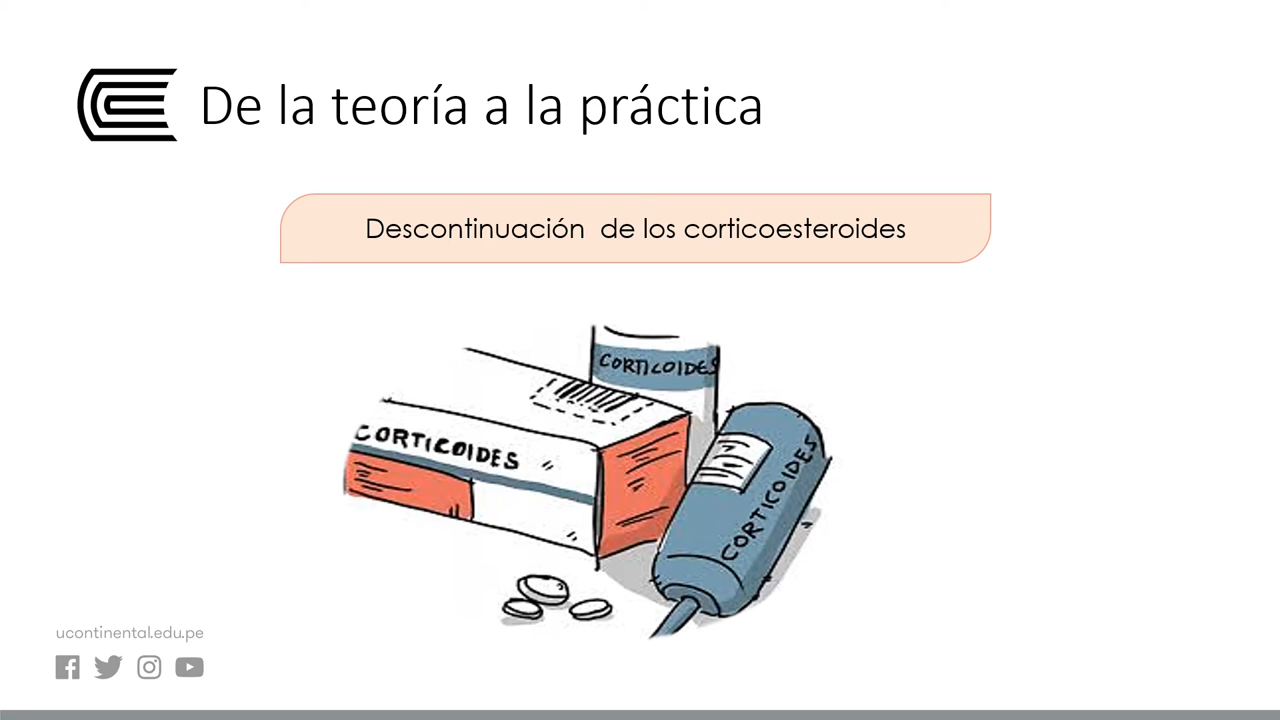 De la teoría a la práctica
Descontinuación  de los corticoesteroides
CORTICOIDES
CORTICOIDES
CORTICOIDES
ucontinental.edu.pe